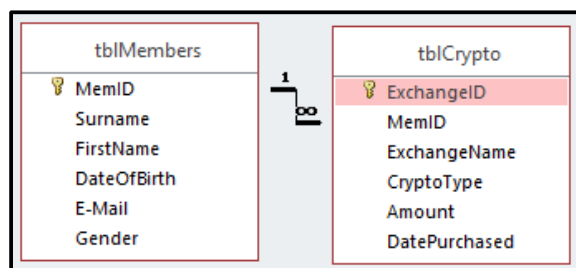 tblMembers
MemID
Surname
FirstName
DateOfBirth
E-Mail
Gender
1
∞
tblCrypto
ExchangeID
MemID
ExchangeName
CryptoType
Amount
DatePurchased